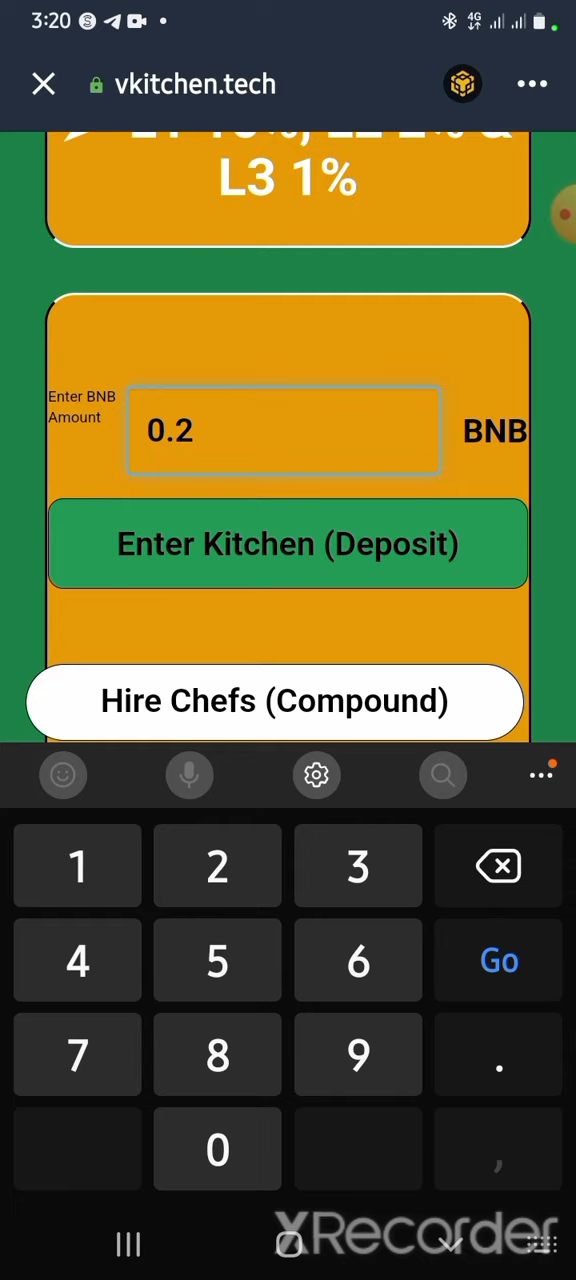 3:20
4G
vkitchen.tech
L3 1%
Enter BNB
Amount
0.2
BNB
Enter Kitchen (Deposit)
Hire Chefs (Compound)
1 2 3
4 5 6 Go
7 8 9 .
0 ,
XRecorder